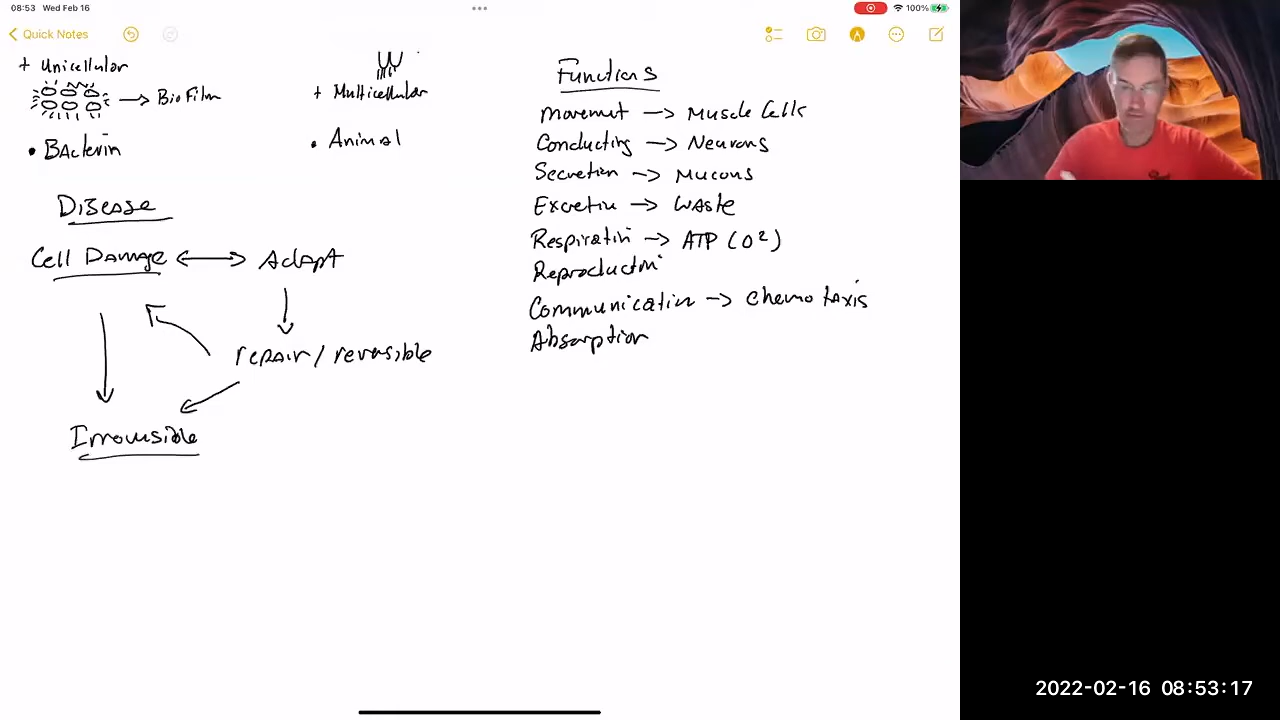 08:53 Wed Feb 16
100%
Quick Notes
+ Unicellular
→ BioFilm
• BActeria
+ Multicellular
• Animal
Disease
Cell Damage ↔ Adapt
repair / reversible
Irreversible
Functions
Movement → Muscle Cells
Conducting → Neurons
Secretion → Mucous
Excretion → Waste
Respiration → ATP (O2)
Reproduction
Communication → Chemotaxis
Absorption
2022-02-16 08:53:17